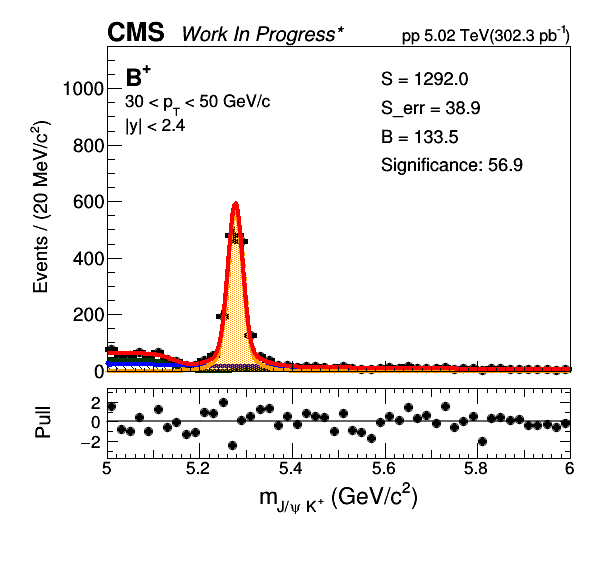 CMS Work In Progress* pp 5.02 TeV(302.3 pb⁻¹)
B⁺
30 < p_T < 50 GeV/c
|y| < 2.4
S = 1292.0
S_err = 38.9
B = 133.5
Significance: 56.9
Events / (20 MeV/c²)
1000
800
600
400
200
0
Pull
2
0
−2
5 5.2 5.4 5.6 5.8 6
m_{J/ψ K⁺} (GeV/c²)